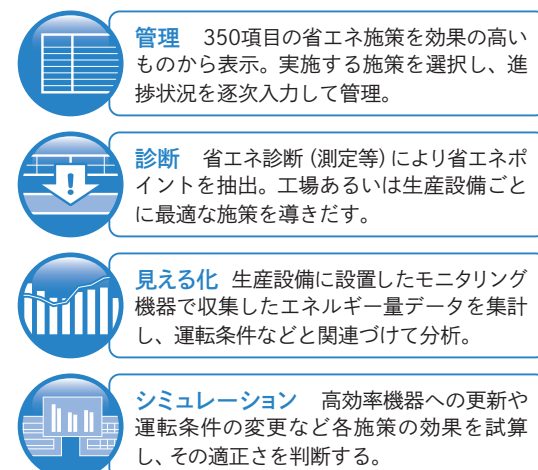 管理　350項目の省エネ施策を効果の高い
ものから表示。実施する施策を選択し、進
捗状況を逐次入力して管理。
診断　省エネ診断（測定等）により省エネポ
イントを抽出。工場あるいは生産設備ごと
に最適な施策を導きだす。
見える化　生産設備に設置したモニタリング
機器で収集したエネルギー量データを集計
し、運転条件などと関連づけて分析。
シミュレーション　高効率機器への更新や
運転条件の変更など各施策の効果を試算
し、その適正さを判断する。